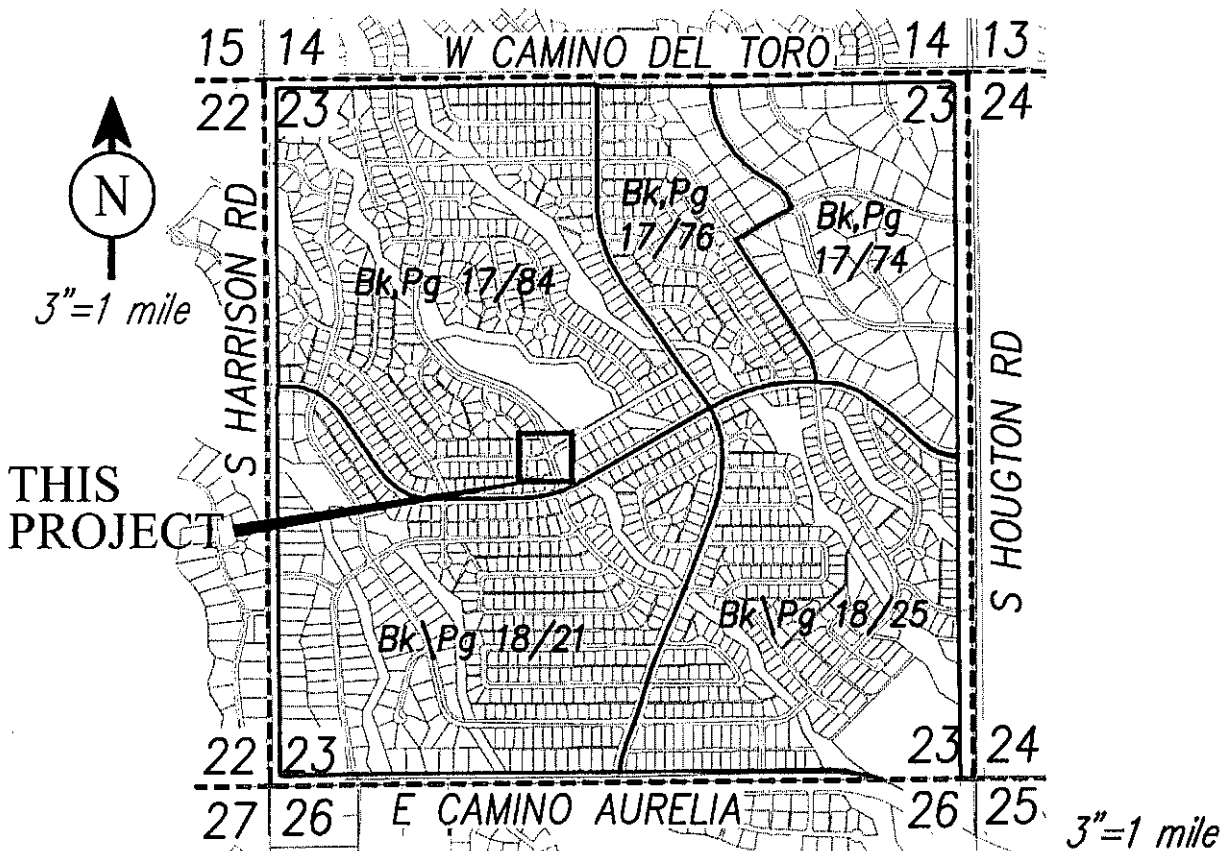 15 14 W CAMINO DEL TORO 14 13
22 23 23 24
N
3"=1 mile
S HARRISON RD
Bk,Pg
17/76
Bk,Pg
17/74
Bk,Pg 17/84
S HOUGTON RD
THIS
PROJECT
Bk\Pg 18/21
Bk\Pg 18/25
22 23 23 24
27 26 E CAMINO AURELIA 26 25
3"=1 mile